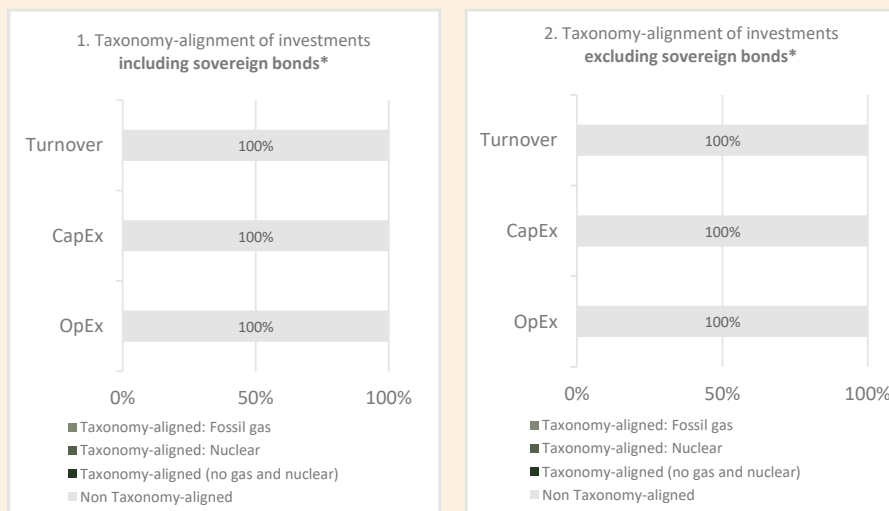 1. Taxonomy-alignment of investments
including sovereign bonds*
Turnover
100%
CapEx
100%
OpEx
100%
0%
50%
100%
Taxonomy-aligned: Fossil gas
Taxonomy-aligned: Nuclear
Taxonomy-aligned (no gas and nuclear)
Non Taxonomy-aligned
2. Taxonomy-alignment of investments
excluding sovereign bonds*
Turnover
100%
CapEx
100%
OpEx
100%
0%
50%
100%
Taxonomy-aligned: Fossil gas
Taxonomy-aligned: Nuclear
Taxonomy-aligned (no gas and nuclear)
Non Taxonomy-aligned